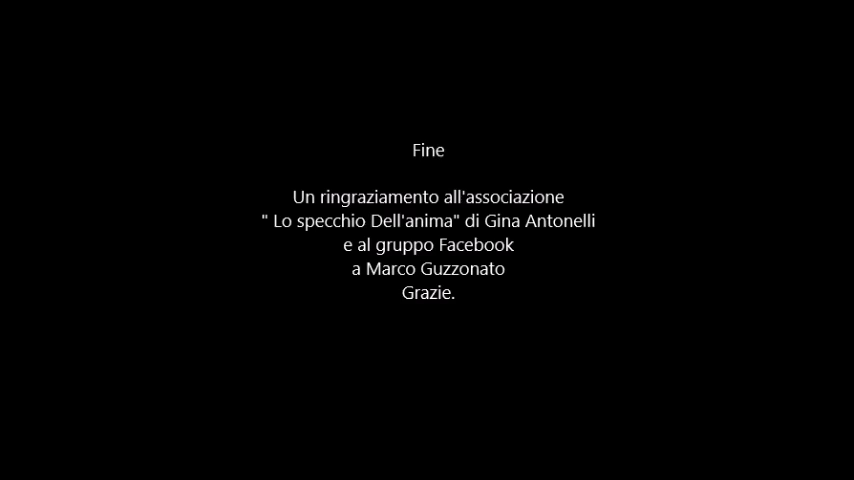 Fine
Un ringraziamento all'associazione
" Lo specchio Dell'anima" di Gina Antonelli
e al gruppo Facebook
a Marco Guzzonato
Grazie.